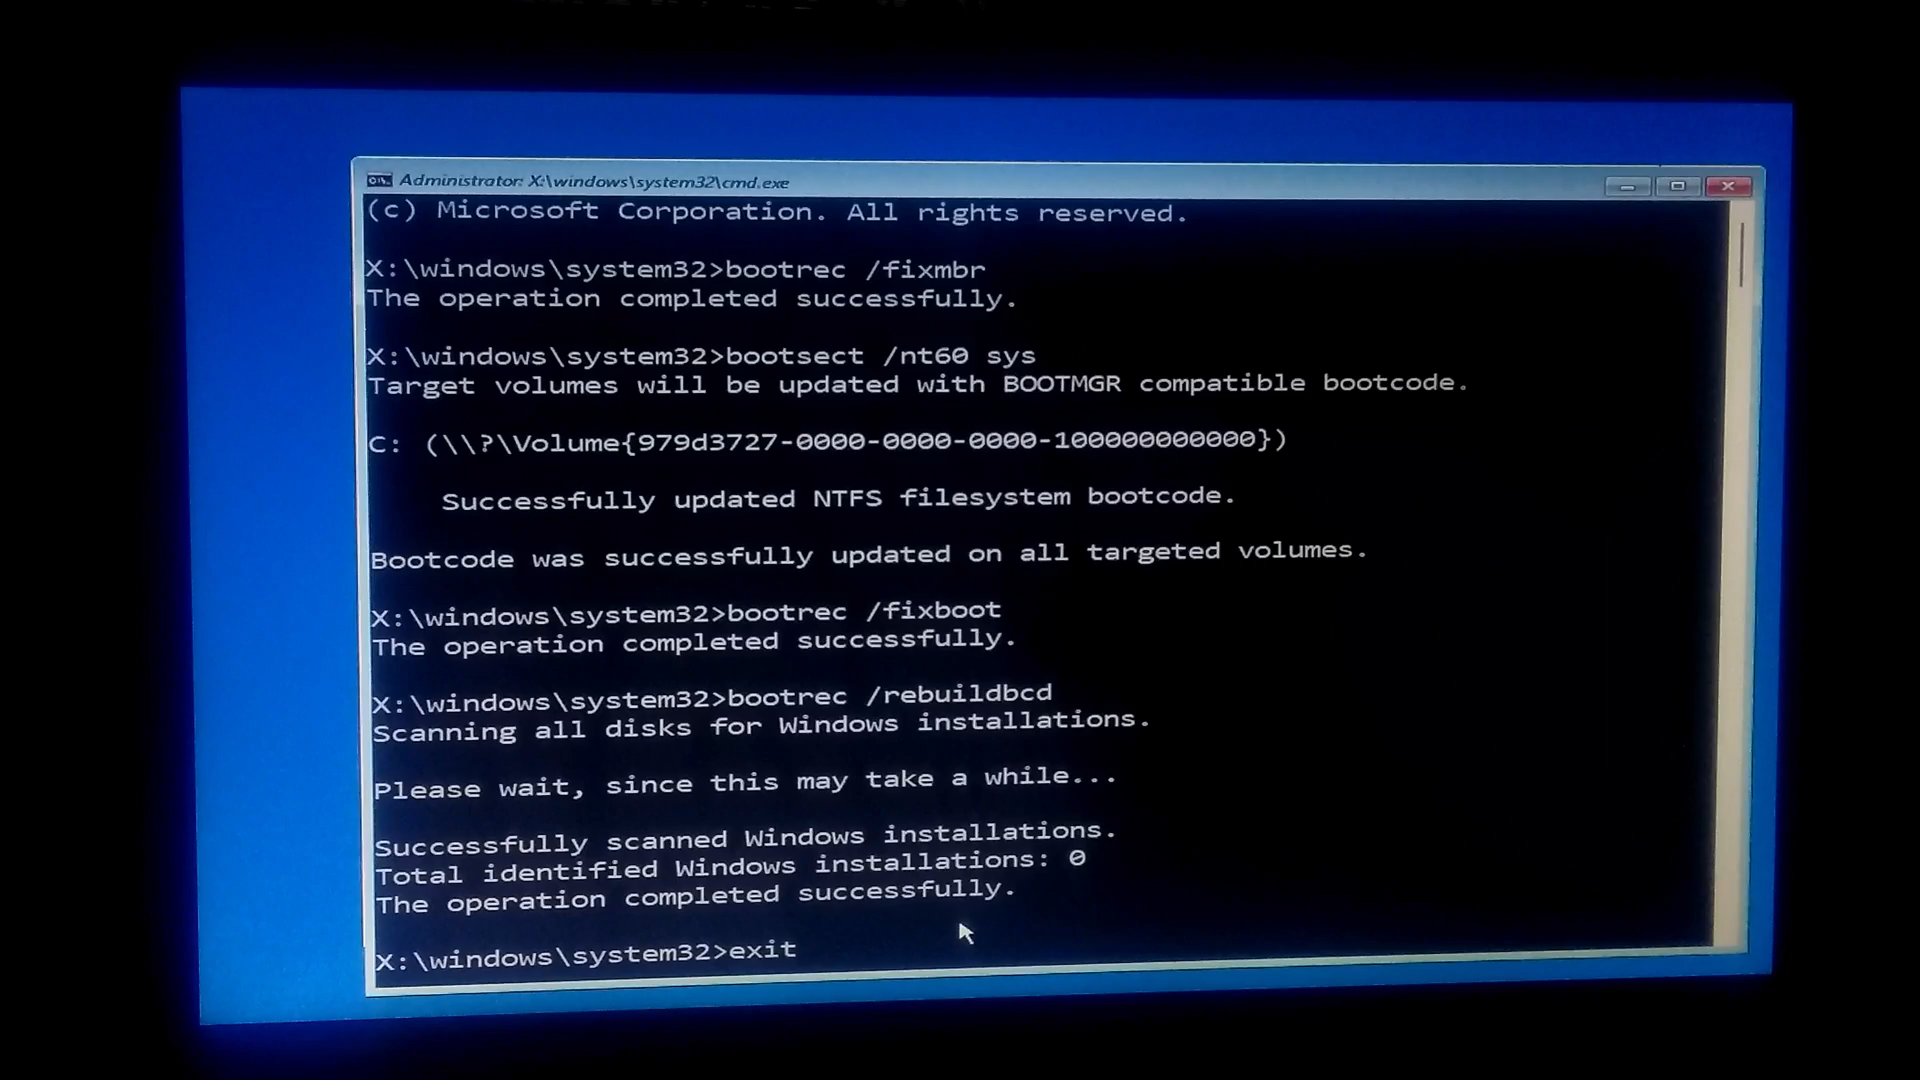 Administrator: X:\windows\system32\cmd.exe
(c) Microsoft Corporation. All rights reserved.
X:\windows\system32>bootrec /fixmbr
The operation completed successfully.
X:\windows\system32>bootsect /nt60 sys
Target volumes will be updated with BOOTMGR compatible bootcode.
C: (\\?\Volume{979d3727-0000-0000-0000-100000000000})
Successfully updated NTFS filesystem bootcode.
Bootcode was successfully updated on all targeted volumes.
X:\windows\system32>bootrec /fixboot
The operation completed successfully.
X:\windows\system32>bootrec /rebuildbcd
Scanning all disks for Windows installations.
Please wait, since this may take a while...
Successfully scanned Windows installations.
Total identified Windows installations: 0
The operation completed successfully.
X:\windows\system32>exit